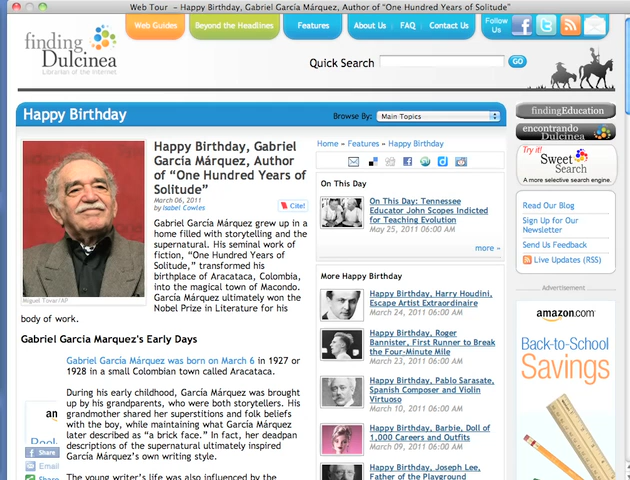 Web Tour – Happy Birthday, Gabriel García Márquez, Author of “One Hundred Years of Solitude”
finding
Dulcinea
Librarian of the Internet
Web Guides
Beyond the Headlines
Features
About Us
FAQ
Contact Us
Follow
Us
Quick Search
GO
Happy Birthday
Browse By:
Main Topics
Happy Birthday, Gabriel
García Márquez, Author
of “One Hundred Years of
Solitude”
March 06, 2011
by Isabel Cowles
Cite!
Gabriel García Márquez grew up in a
home filled with storytelling and the
supernatural. His seminal work of
fiction, “One Hundred Years of
Solitude,” transformed his
birthplace of Aracataca, Colombia,
into the magical town of Macondo.
García Márquez ultimately won the
Nobel Prize in Literature for his
body of work.
Miguel Tovar/AP
Gabriel García Marquez's Early Days
Gabriel García Márquez was born on March 6 in 1927 or
1928 in a small Colombian town called Aracataca.
During his early childhood, García Márquez was brought
up by his grandparents, who were both storytellers. His
grandmother shared her superstitions and folk beliefs
with the boy, while maintaining what García Márquez
later described as “a brick face.” In fact, her deadpan
descriptions of the supernatural ultimately inspired
García Márquez’s own writing style.
The young writer’s life was also influenced by the
Share
Email
Share
Home » Features » Happy Birthday
On This Day
On This Day: Tennessee
Educator John Scopes Indicted
for Teaching Evolution
May 25, 2011 06:00 AM
more »
More Happy Birthday
Happy Birthday, Harry Houdini,
Escape Artist Extraordinaire
March 24, 2011 06:00 AM
Happy Birthday, Roger
Bannister, First Runner to Break
the Four-Minute Mile
March 23, 2011 06:00 AM
Happy Birthday, Pablo Sarasate,
Spanish Composer and Violin
Virtuoso
March 10, 2011 06:00 AM
Happy Birthday, Barbie, Doll of
1,000 Careers and Outfits
March 09, 2011 06:00 AM
Happy Birthday, Joseph Lee,
Father of the Playground
findingEducation
encontrando
Dulcinea
Try it!
Sweet
Search
A more selective search engine.
Read Our Blog
Sign Up for Our
Newsletter
Send Us Feedback
Live Updates (RSS)
Advertisement
amazon.com
Back-to-School
Savings